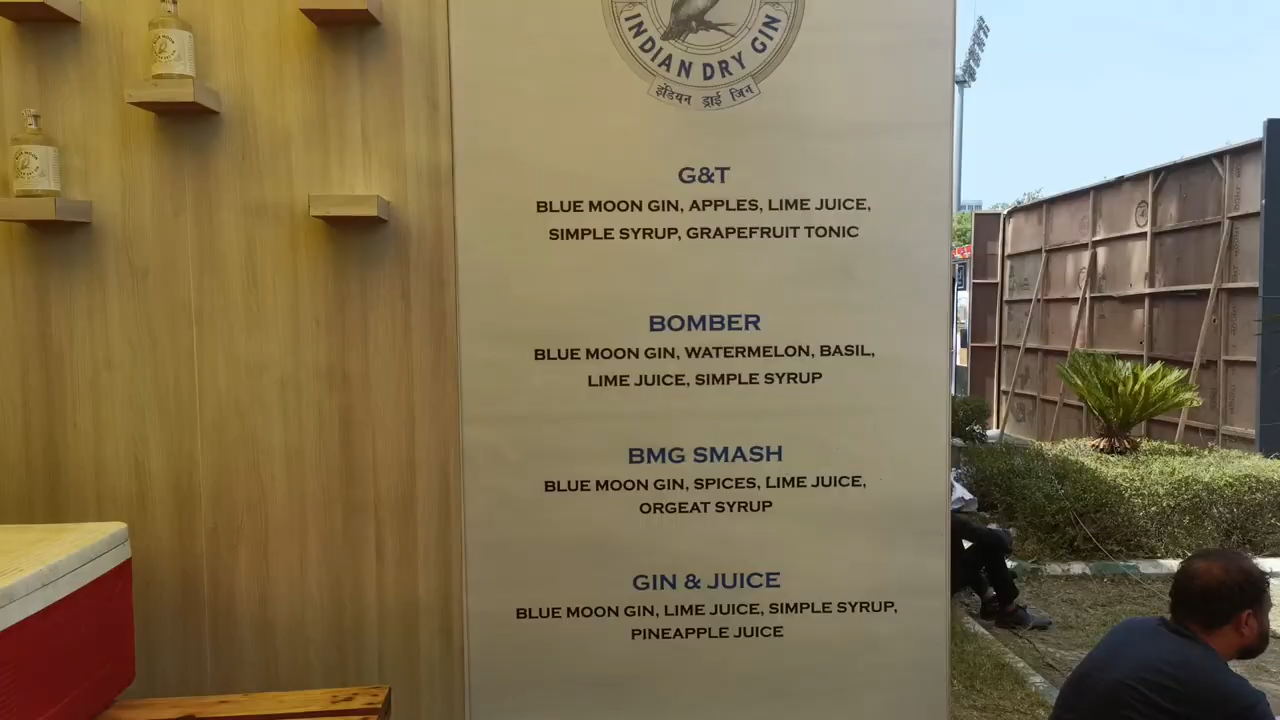 INDIAN DRY GIN
इंडियन ड्राई जिन
G&T
BLUE MOON GIN, APPLES, LIME JUICE,
SIMPLE SYRUP, GRAPEFRUIT TONIC
BOMBER
BLUE MOON GIN, WATERMELON, BASIL,
LIME JUICE, SIMPLE SYRUP
BMG SMASH
BLUE MOON GIN, SPICES, LIME JUICE,
ORGEAT SYRUP
GIN & JUICE
BLUE MOON GIN, LIME JUICE, SIMPLE SYRUP,
PINEAPPLE JUICE